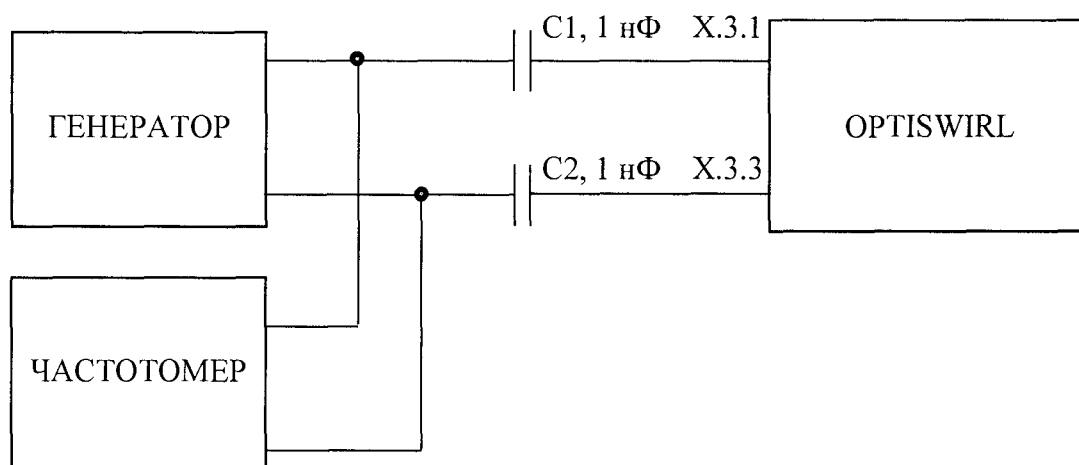 C1, 1 нФ X.3.1
ГЕНЕРАТОР
OPTISWIRL
C2, 1 нФ X.3.3
ЧАСТОТОМЕР